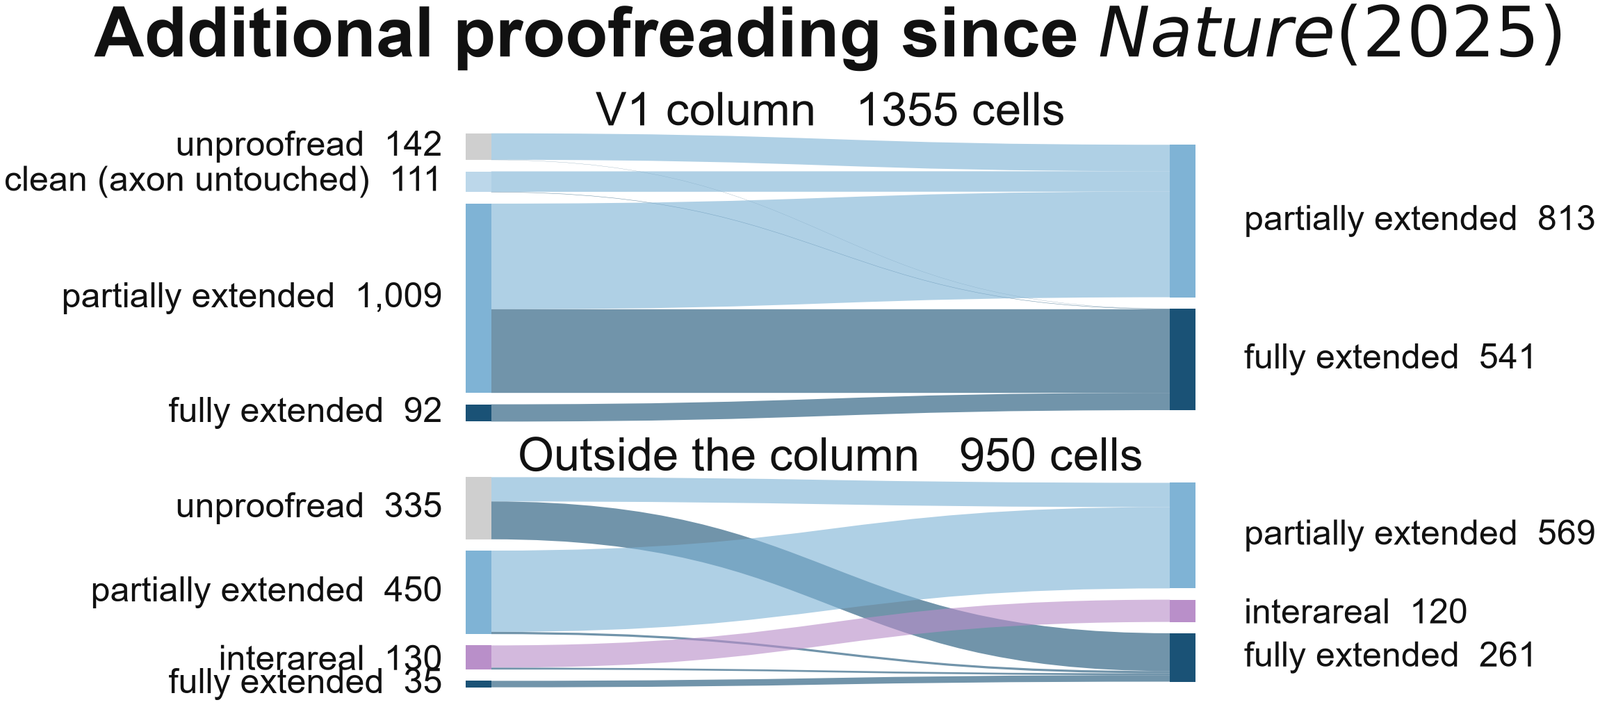 Additional proofreading since Nature(2025)
V1 column 1355 cells
unproofread 142
clean (axon untouched) 111
partially extended 1,009
fully extended 92
partially extended 813
fully extended 541
Outside the column 950 cells
unproofread 335
partially extended 450
interareal 130
fully extended 35
partially extended 569
interareal 120
fully extended 261